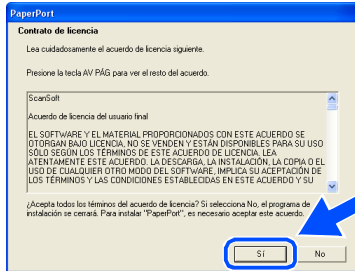 PaperPort
Contrato de licencia
Lea cuidadosamente el acuerdo de licencia siguiente.
Presione la tecla AV PÁG para ver el resto del acuerdo.
ScanSoft
Acuerdo de licencia del usuario final
EL SOFTWARE Y EL MATERIAL PROPORCIONADOS CON ESTE ACUERDO SE
OTORGAN BAJO LICENCIA, NO SE VENDEN Y ESTÁN DISPONIBLES PARA SU USO
SÓLO SEGÚN LOS TÉRMINOS DE ESTE ACUERDO DE LICENCIA. LEA
ATENTAMENTE ESTE ACUERDO. LA DESCARGA, LA INSTALACIÓN, LA COPIA O EL
USO DE CUALQUIER OTRO MODO DEL SOFTWARE, IMPLICA SU ACEPTACIÓN DE
LOS TÉRMINOS Y LAS CONDICIONES ESTABLECIDAS EN ESTE ACUERDO Y SU
¿Acepta todos los términos del acuerdo de licencia? Si selecciona No, el programa de
instalación se cerrará. Para instalar "PaperPort", es necesario aceptar este acuerdo.
Sí No